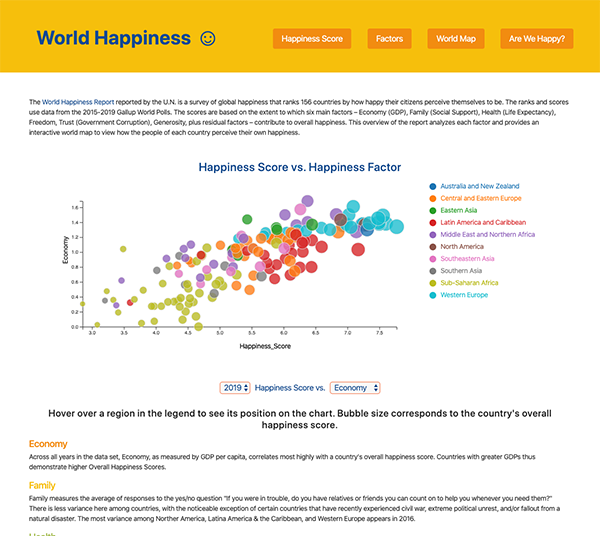 World Happiness
Happiness Score
Factors
World Map
Are We Happy?
The World Happiness Report reported by the U.N. is a survey of global happiness that ranks 156 countries by how happy their citizens perceive themselves to be. The ranks and scores
use data from the 2015-2019 Gallup World Polls. The scores are based on the extent to which six main factors – Economy (GDP), Family (Social Support), Health (Life Expectancy),
Freedom, Trust (Government Corruption), Generosity, plus residual factors – contribute to overall happiness. This overview of the report analyzes each factor and provides an
interactive world map to view how the people of each country perceive their own happiness.
Happiness Score vs. Happiness Factor
Economy
1.6
1.4
1.2
1.0
0.8
0.6
0.4
0.2
0.0
3.0
3.5
4.0
4.5
5.0
5.5
6.0
6.5
7.0
7.5
Happiness_Score
Australia and New Zealand
Central and Eastern Europe
Eastern Asia
Latin America and Caribbean
Middle East and Northern Africa
North America
Southeastern Asia
Southern Asia
Sub-Saharan Africa
Western Europe
2019 Happiness Score vs. Economy
Hover over a region in the legend to see its position on the chart. Bubble size corresponds to the country's overall
happiness score.
Economy
Across all years in the data set, Economy, as measured by GDP per capita, correlates most highly with a country's overall happiness score. Countries with greater GDPs thus
demonstrate higher Overall Happiness Scores.
Family
Family measures the average of responses to the yes/no question "If you were in trouble, do you have relatives or friends you can count on to help you whenever you need them?"
There is less variance here among countries, with the noticeable exception of certain countries that have recently experienced civil war, extreme political unrest, and/or fallout from a
natural disaster. The most variance among Norther America, Latina America & the Caribbean, and Western Europe appears in 2016.
Health